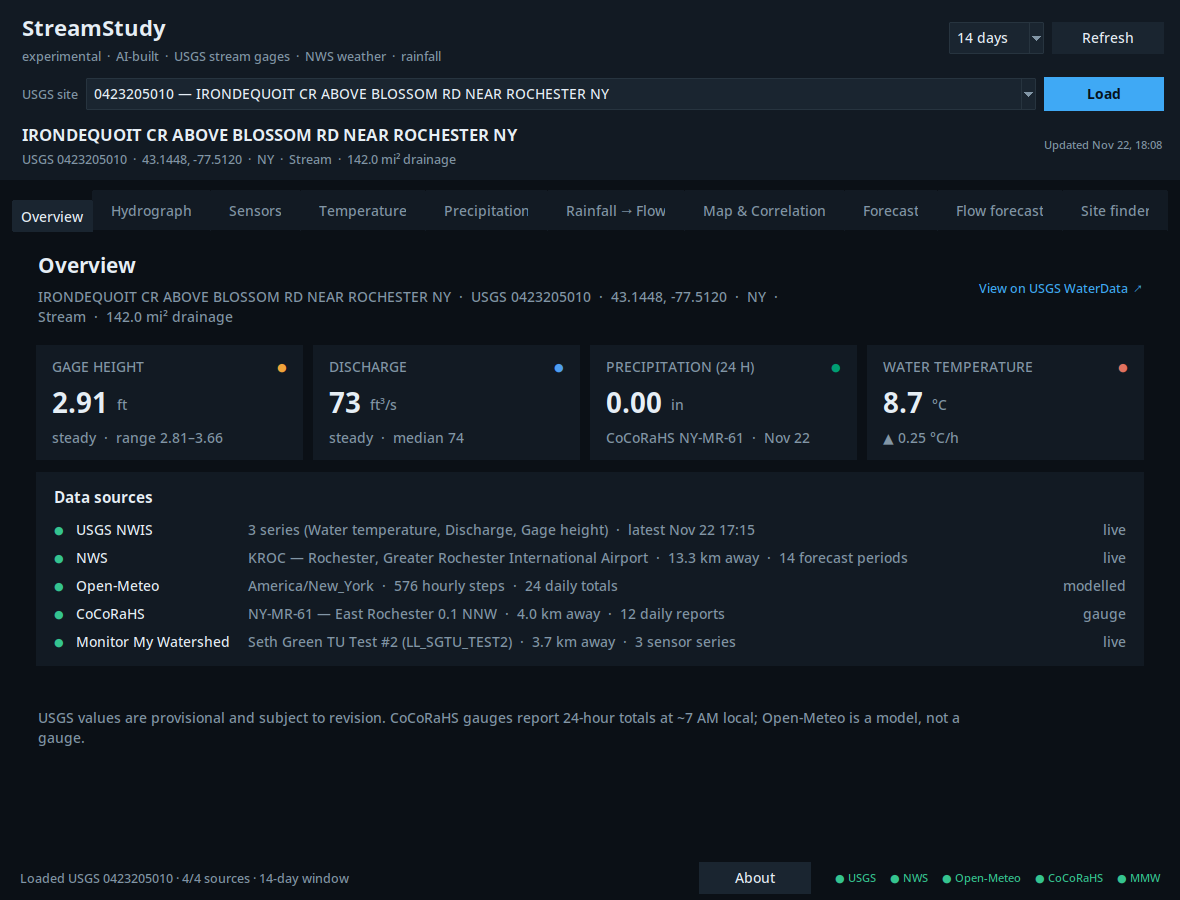 StreamStudy
experimental · AI-built · USGS stream gages · NWS weather · rainfall
14 days
Refresh
USGS site
0423205010 — IRONDEQUOIT CR ABOVE BLOSSOM RD NEAR ROCHESTER NY
Load
IRONDEQUOIT CR ABOVE BLOSSOM RD NEAR ROCHESTER NY
USGS 0423205010 · 43.1448, -77.5120 · NY · Stream · 142.0 mi² drainage
Updated Nov 22, 18:08
Overview
Hydrograph
Sensors
Temperature
Precipitation
Rainfall → Flow
Map & Correlation
Forecast
Flow forecast
Site finder
Overview
IRONDEQUOIT CR ABOVE BLOSSOM RD NEAR ROCHESTER NY · USGS 0423205010 · 43.1448, -77.5120 · NY ·
Stream · 142.0 mi² drainage
View on USGS WaterData ↗
GAGE HEIGHT
2.91 ft
steady · range 2.81–3.66
DISCHARGE
73 ft³/s
steady · median 74
PRECIPITATION (24 H)
0.00 in
CoCoRaHS NY-MR-61 · Nov 22
WATER TEMPERATURE
8.7 °C
▲ 0.25 °C/h
Data sources
USGS NWIS 3 series (Water temperature, Discharge, Gage height) · latest Nov 22 17:15 live
NWS KROC — Rochester, Greater Rochester International Airport · 13.3 km away · 14 forecast periods live
Open-Meteo America/New_York · 576 hourly steps · 24 daily totals modelled
CoCoRaHS NY-MR-61 — East Rochester 0.1 NNW · 4.0 km away · 12 daily reports gauge
Monitor My Watershed Seth Green TU Test #2 (LL_SGTU_TEST2) · 3.7 km away · 3 sensor series live
USGS values are provisional and subject to revision. CoCoRaHS gauges report 24-hour totals at ~7 AM local; Open-Meteo is a model, not a
gauge.
Loaded USGS 0423205010 · 4/4 sources · 14-day window
About
USGS
NWS
Open-Meteo
CoCoRaHS
MMW